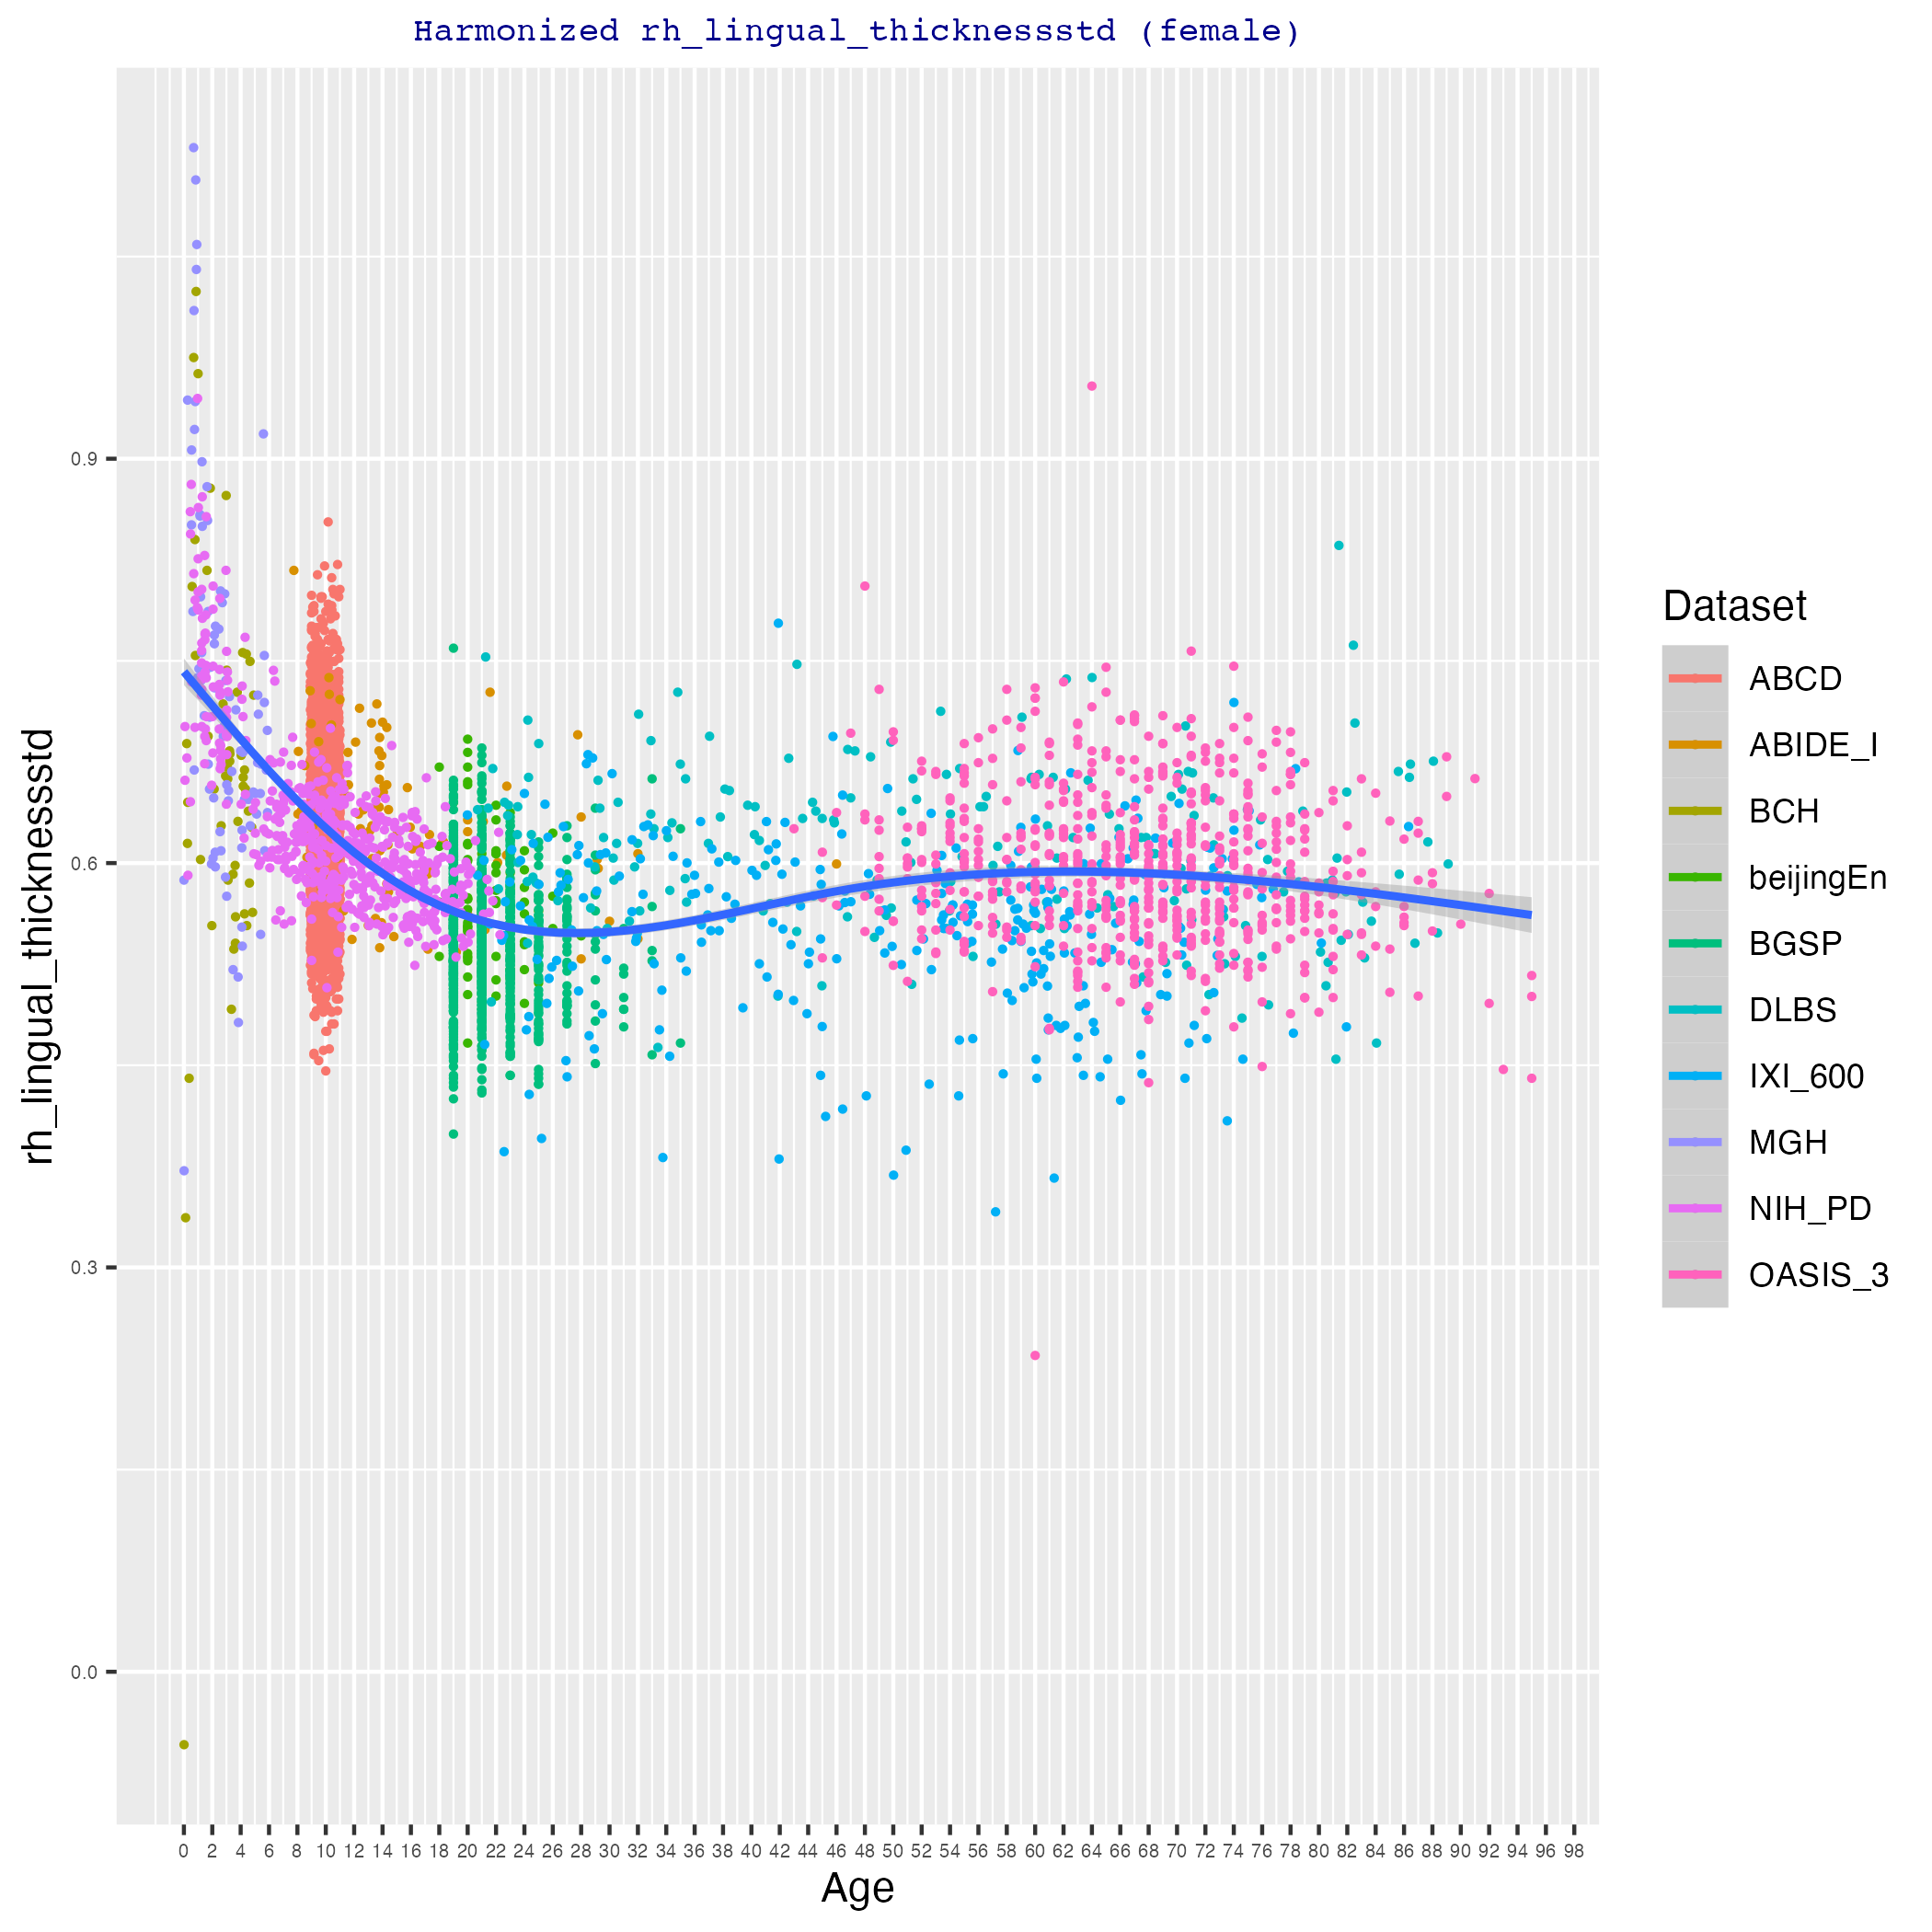 Harmonized rh_lingual_thicknessstd (female)
rh_lingual_thicknessstd
0.9
0.6
0.3
0.0
0 2 4 6 8 10 12 14 16 18 20 22 24 26 28 30 32 34 36 38 40 42 44 46 48 50 52 54 56 58 60 62 64 66 68 70 72 74 76 78 80 82 84 86 88 90 92 94 96 98
Age
Dataset
ABCD
ABIDE_I
BCH
beijingEn
BGSP
DLBS
IXI_600
MGH
NIH_PD
OASIS_3